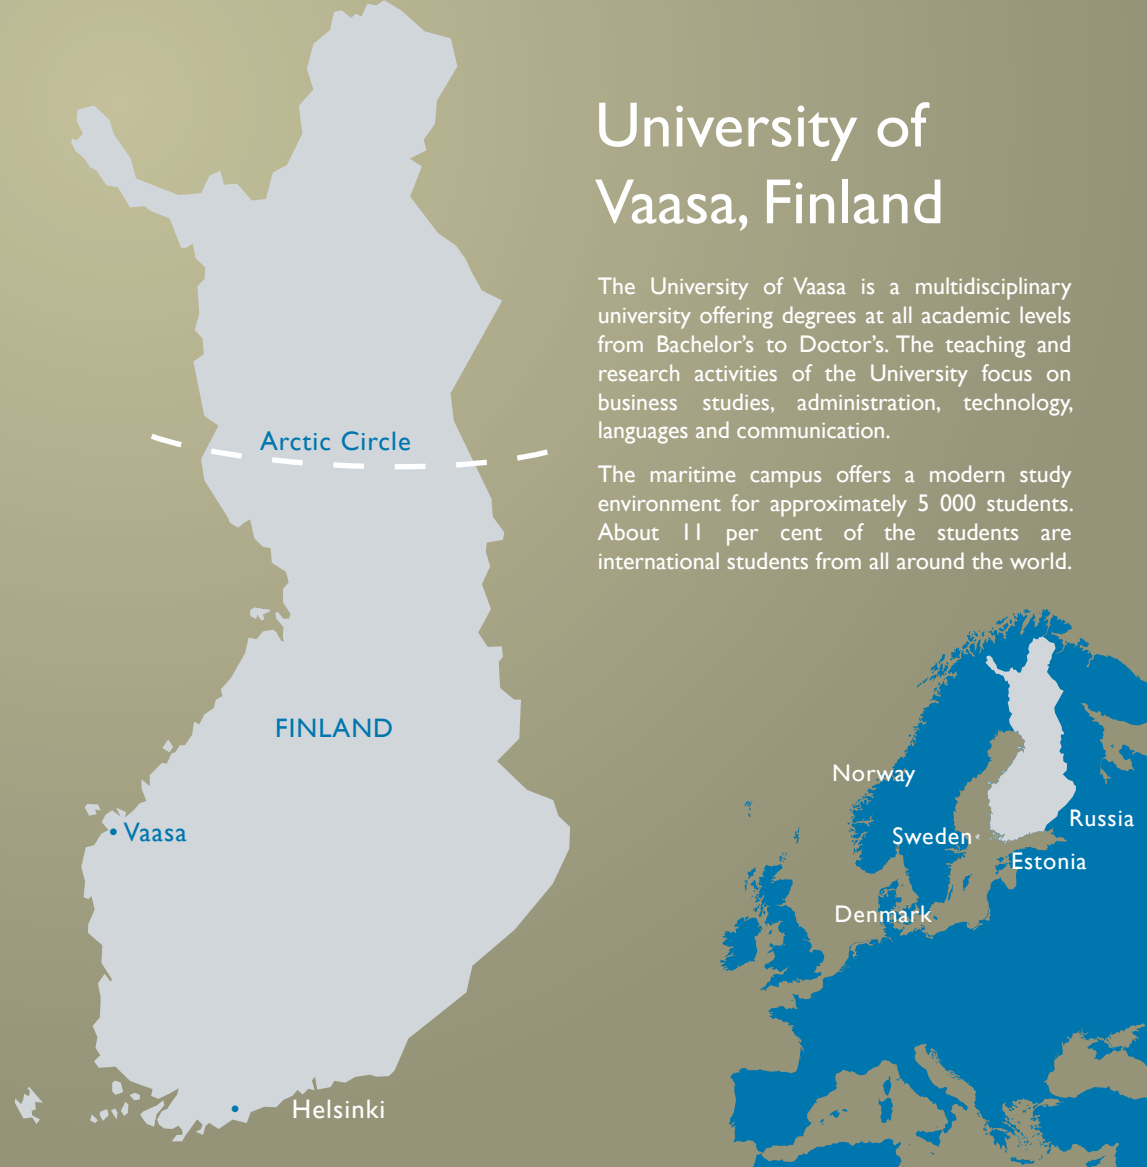 University of
Vaasa, Finland
The University of Vaasa is a multidisciplinary
university offering degrees at all academic levels
from Bachelor’s to Doctor’s. The teaching and
research activities of the University focus on
business studies, administration, technology,
languages and communication.
The maritime campus offers a modern study
environment for approximately 5 000 students.
About 11 per cent of the students are
international students from all around the world.
Arctic Circle
FINLAND
Vaasa
Helsinki
Norway
Sweden
Russia
Estonia
Denmark